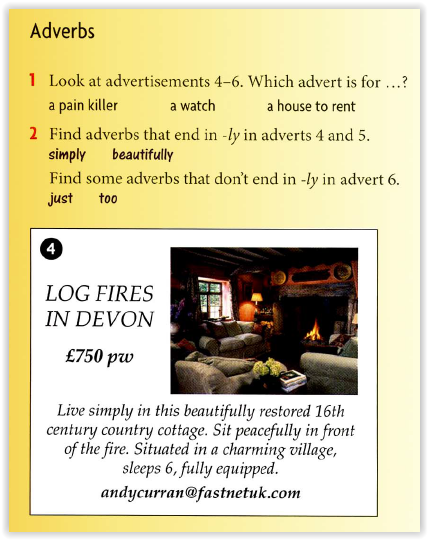 Adverbs
1 Look at advertisements 4–6. Which advert is for …?
a pain killer a watch a house to rent
2 Find adverbs that end in -ly in adverts 4 and 5.
simply beautifully
Find some adverbs that don't end in -ly in advert 6.
just too
4
LOG FIRES
IN DEVON
£750 pw
Live simply in this beautifully restored 16th
century country cottage. Sit peacefully in front
of the fire. Situated in a charming village,
sleeps 6, fully equipped.
andycurran@fastnetuk.com